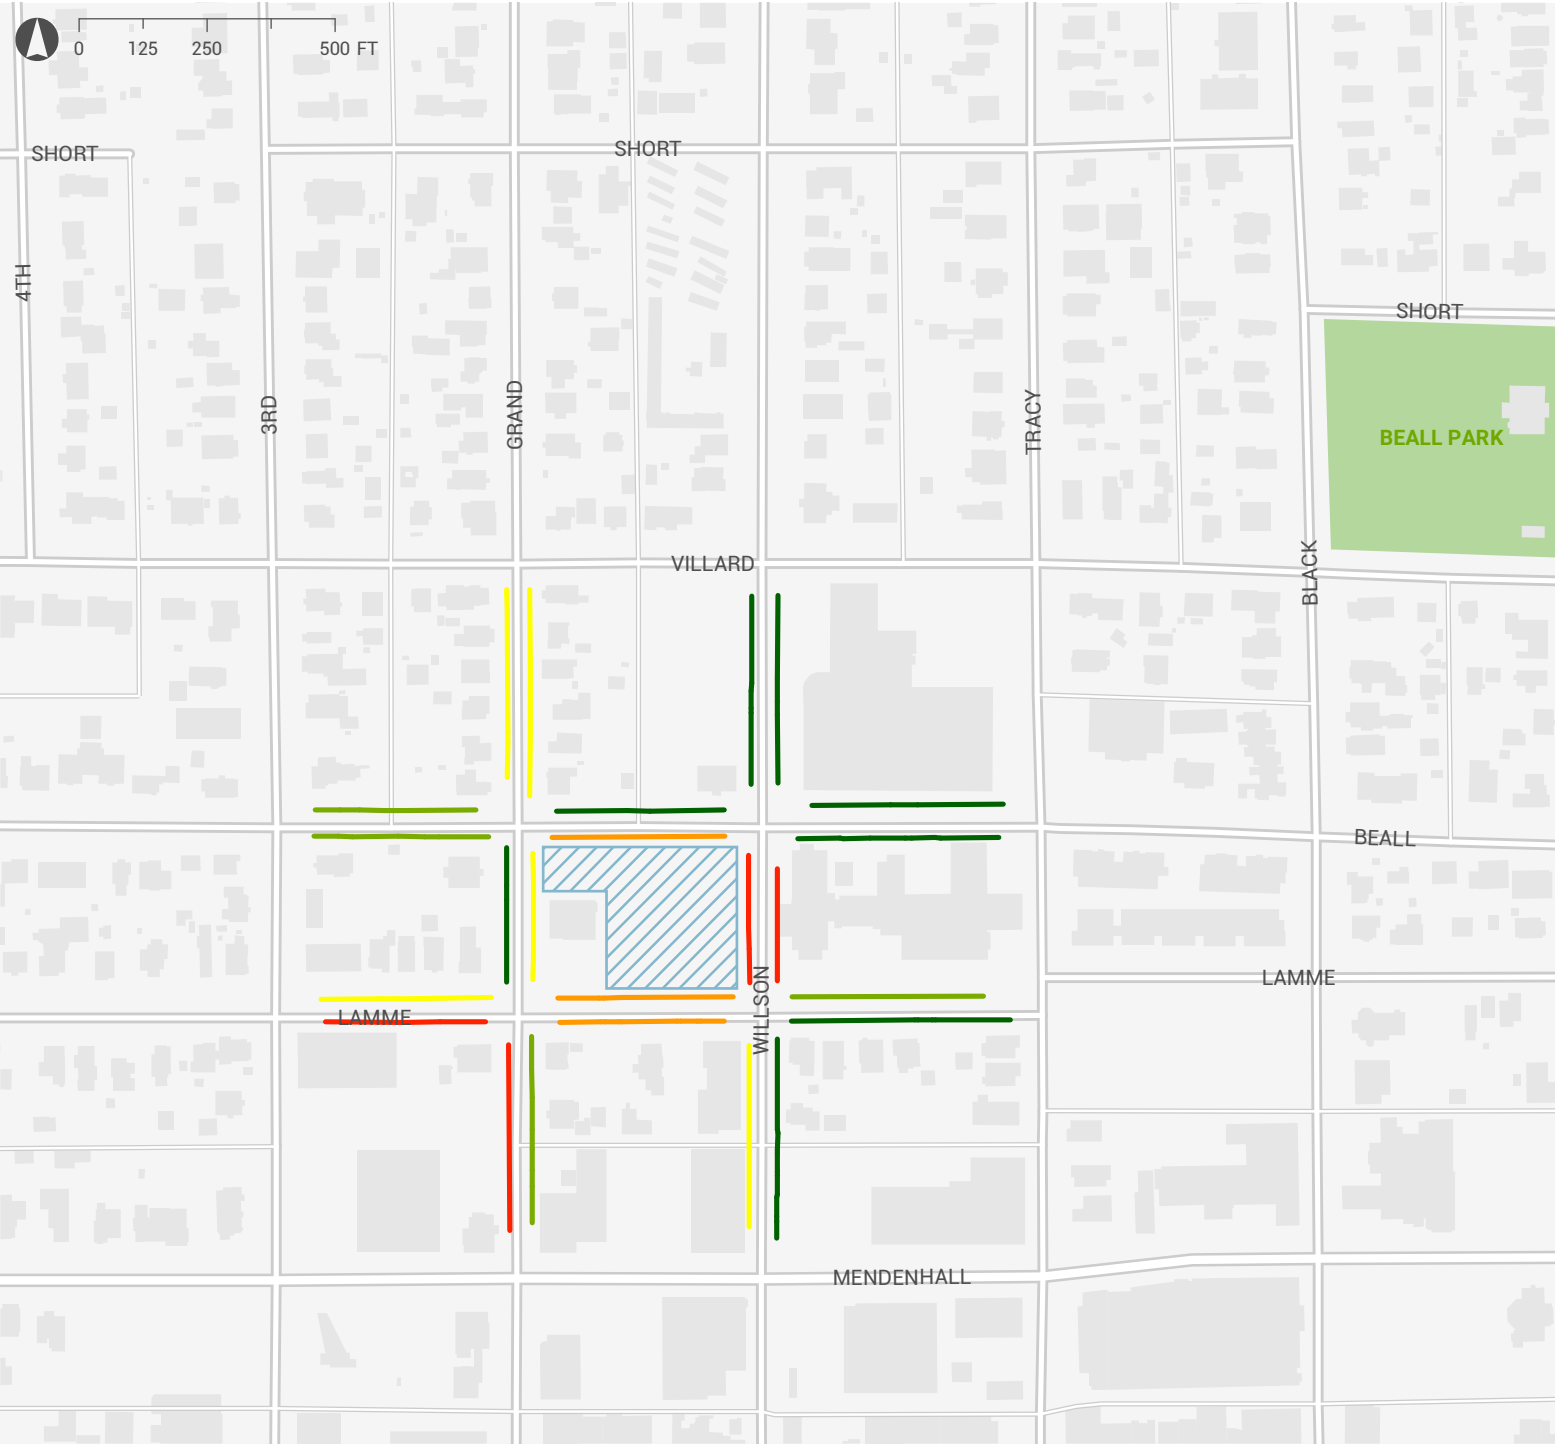 0 125 250 500 FT
SHORT
SHORT
4TH
SHORT
3RD
GRAND
TRACY
BEALL PARK
VILLARD
BLACK
BEALL
LAMME
WILLSON
LAMME
MENDENHALL